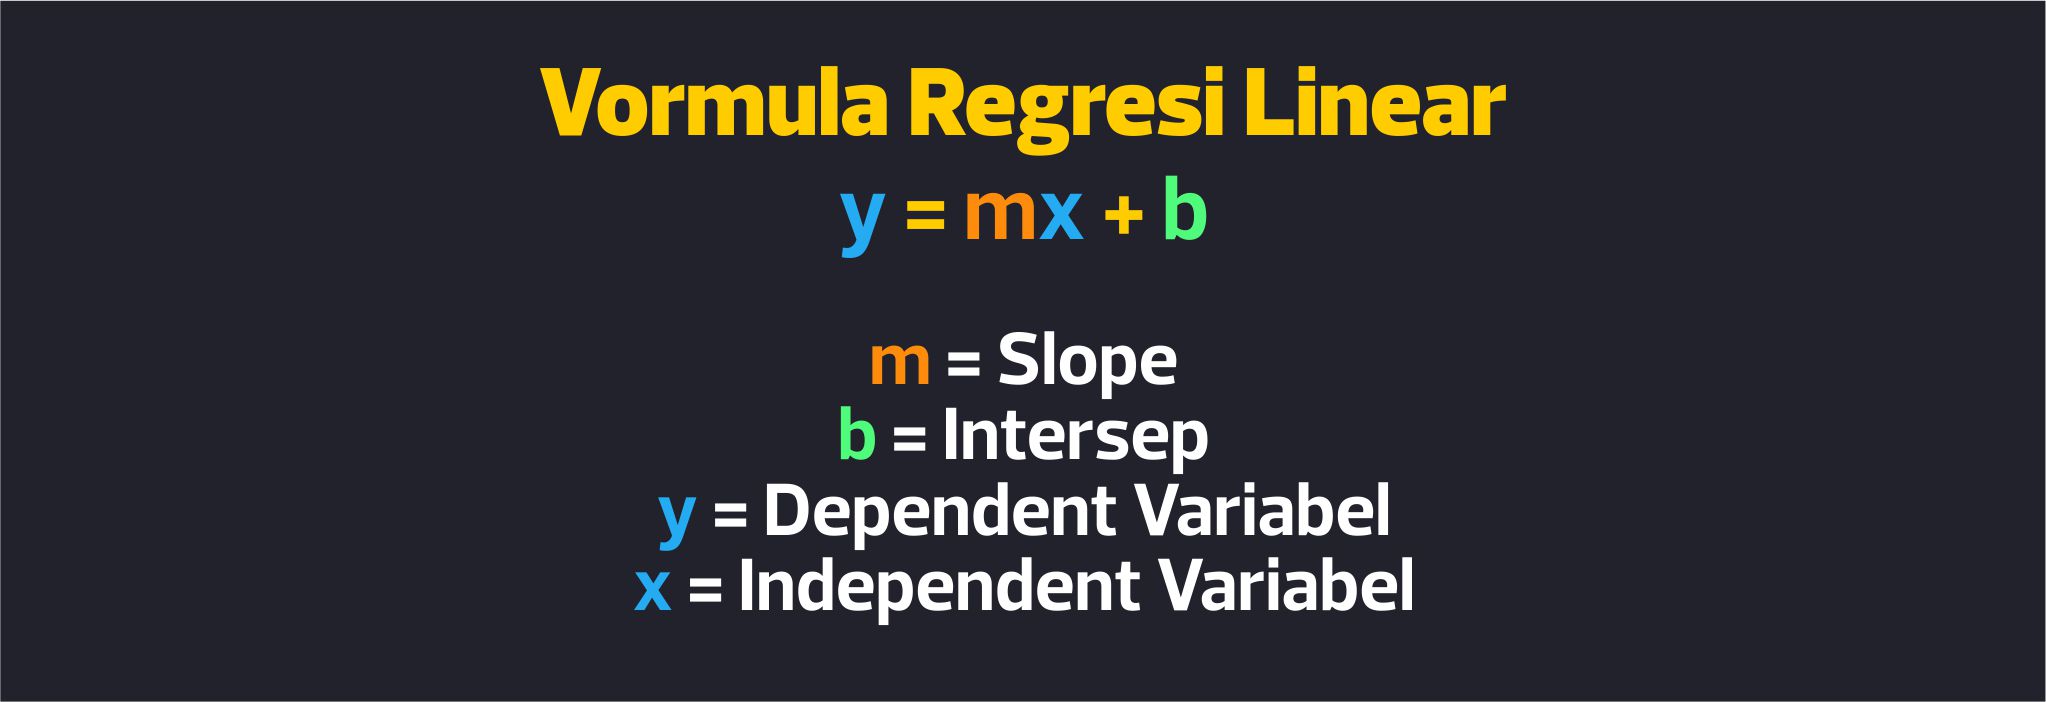 Vormula Regresi Linear
y = mx + b
m = Slope
b = Intersep
y = Dependent Variabel
x = Independent Variabel